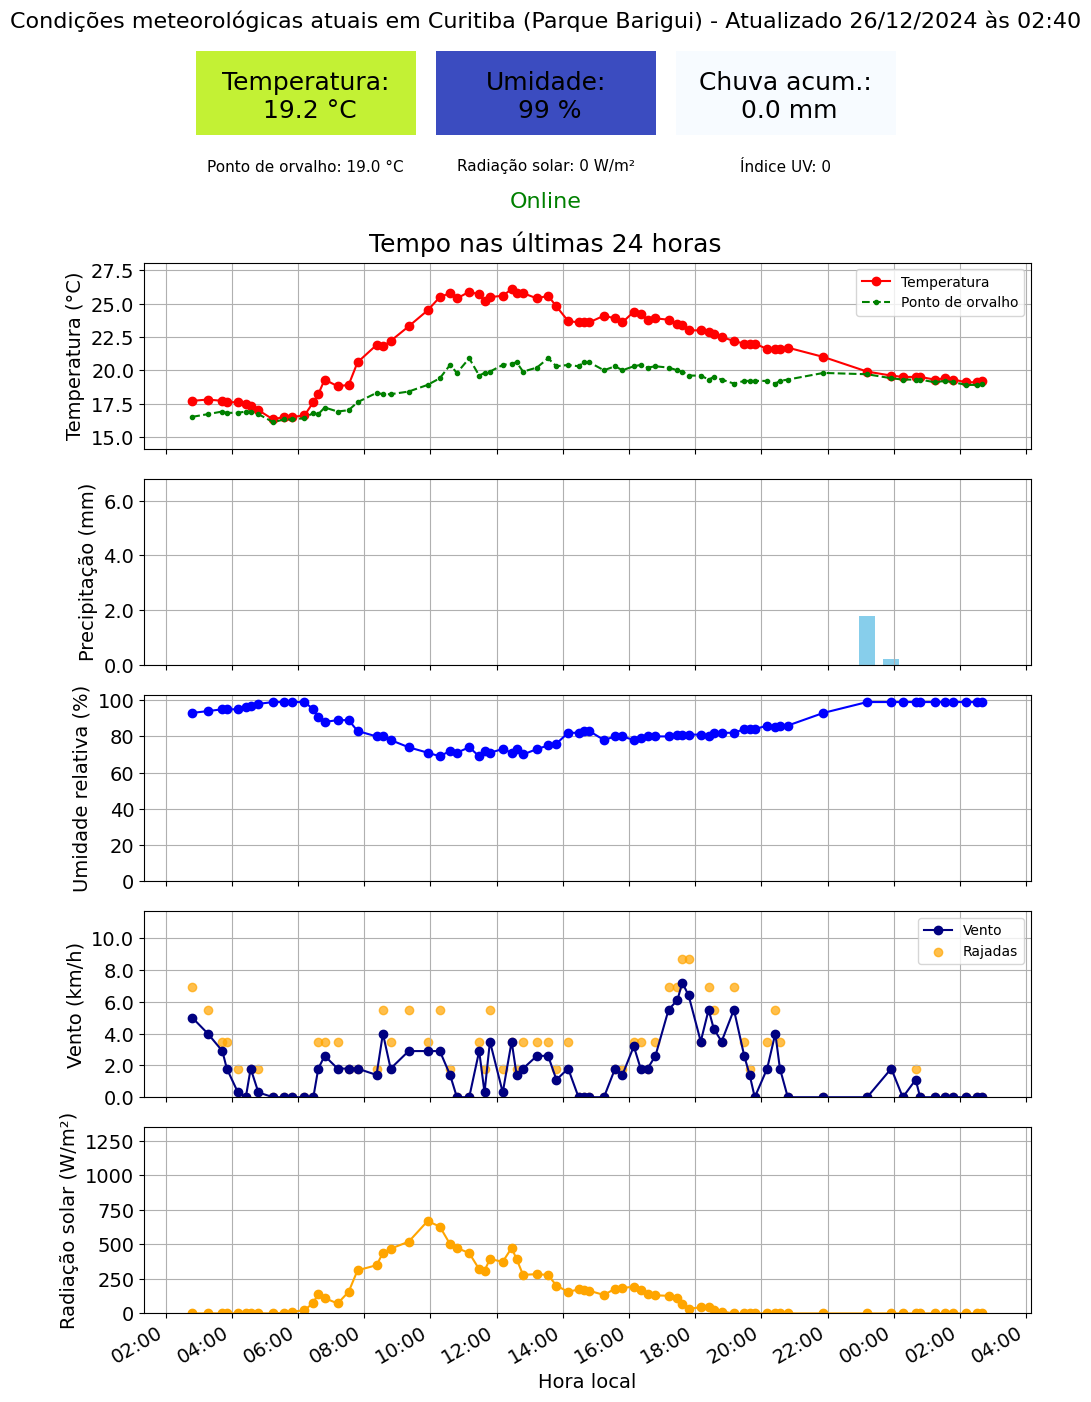 Condições meteorológicas atuais em Curitiba (Parque Barigui) - Atualizado 26/12/2024 às 02:40
Temperatura:
19.2 °C
Umidade:
99 %
Chuva acum.:
0.0 mm
Ponto de orvalho: 19.0 °C
Radiação solar: 0 W/m²
Índice UV: 0
Online
Tempo nas últimas 24 horas
Temperatura (°C)
27.5
25.0
22.5
20.0
17.5
15.0
Temperatura
Ponto de orvalho
Precipitação (mm)
6.0
4.0
2.0
0.0
Umidade relativa (%)
100
80
60
40
20
0
Vento (km/h)
10.0
8.0
6.0
4.0
2.0
0.0
Vento
Rajadas
Radiação solar (W/m²)
1250
1000
750
500
250
0
02:00
04:00
06:00
08:00
10:00
12:00
14:00
16:00
18:00
20:00
22:00
00:00
02:00
04:00
Hora local